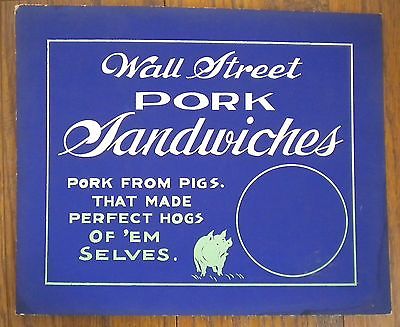 Wall Street
PORK
Sandwiches
PORK FROM PIGS.
THAT MADE
PERFECT HOGS
OF 'EM
SELVES.